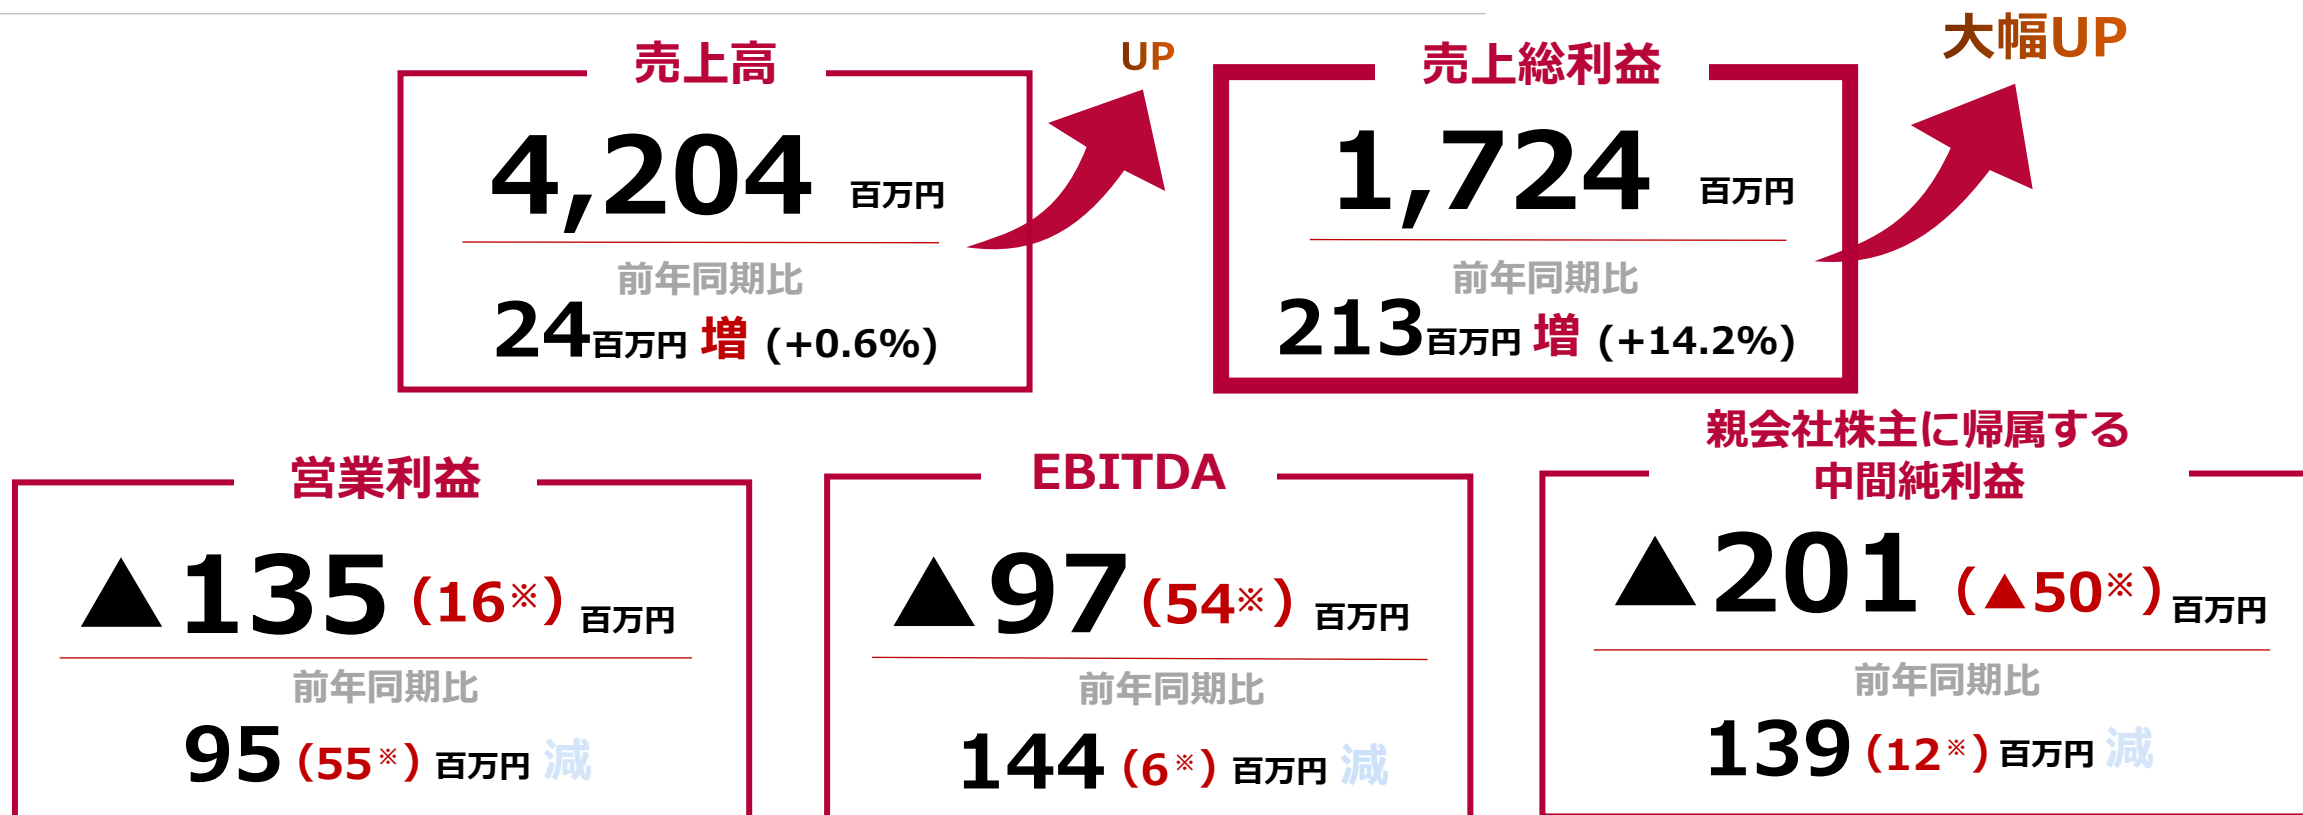 売上高
UP
4,204 百万円
前年同期比
24百万円 増 (+0.6%)
売上総利益
大幅UP
1,724 百万円
前年同期比
213百万円 増 (+14.2%)
営業利益
▲135 (16※) 百万円
前年同期比
95 (55※) 百万円 減
EBITDA
▲97 (54※) 百万円
前年同期比
144 (6※) 百万円 減
親会社株主に帰属する
中間純利益
▲201 (▲50※) 百万円
前年同期比
139 (12※) 百万円 減